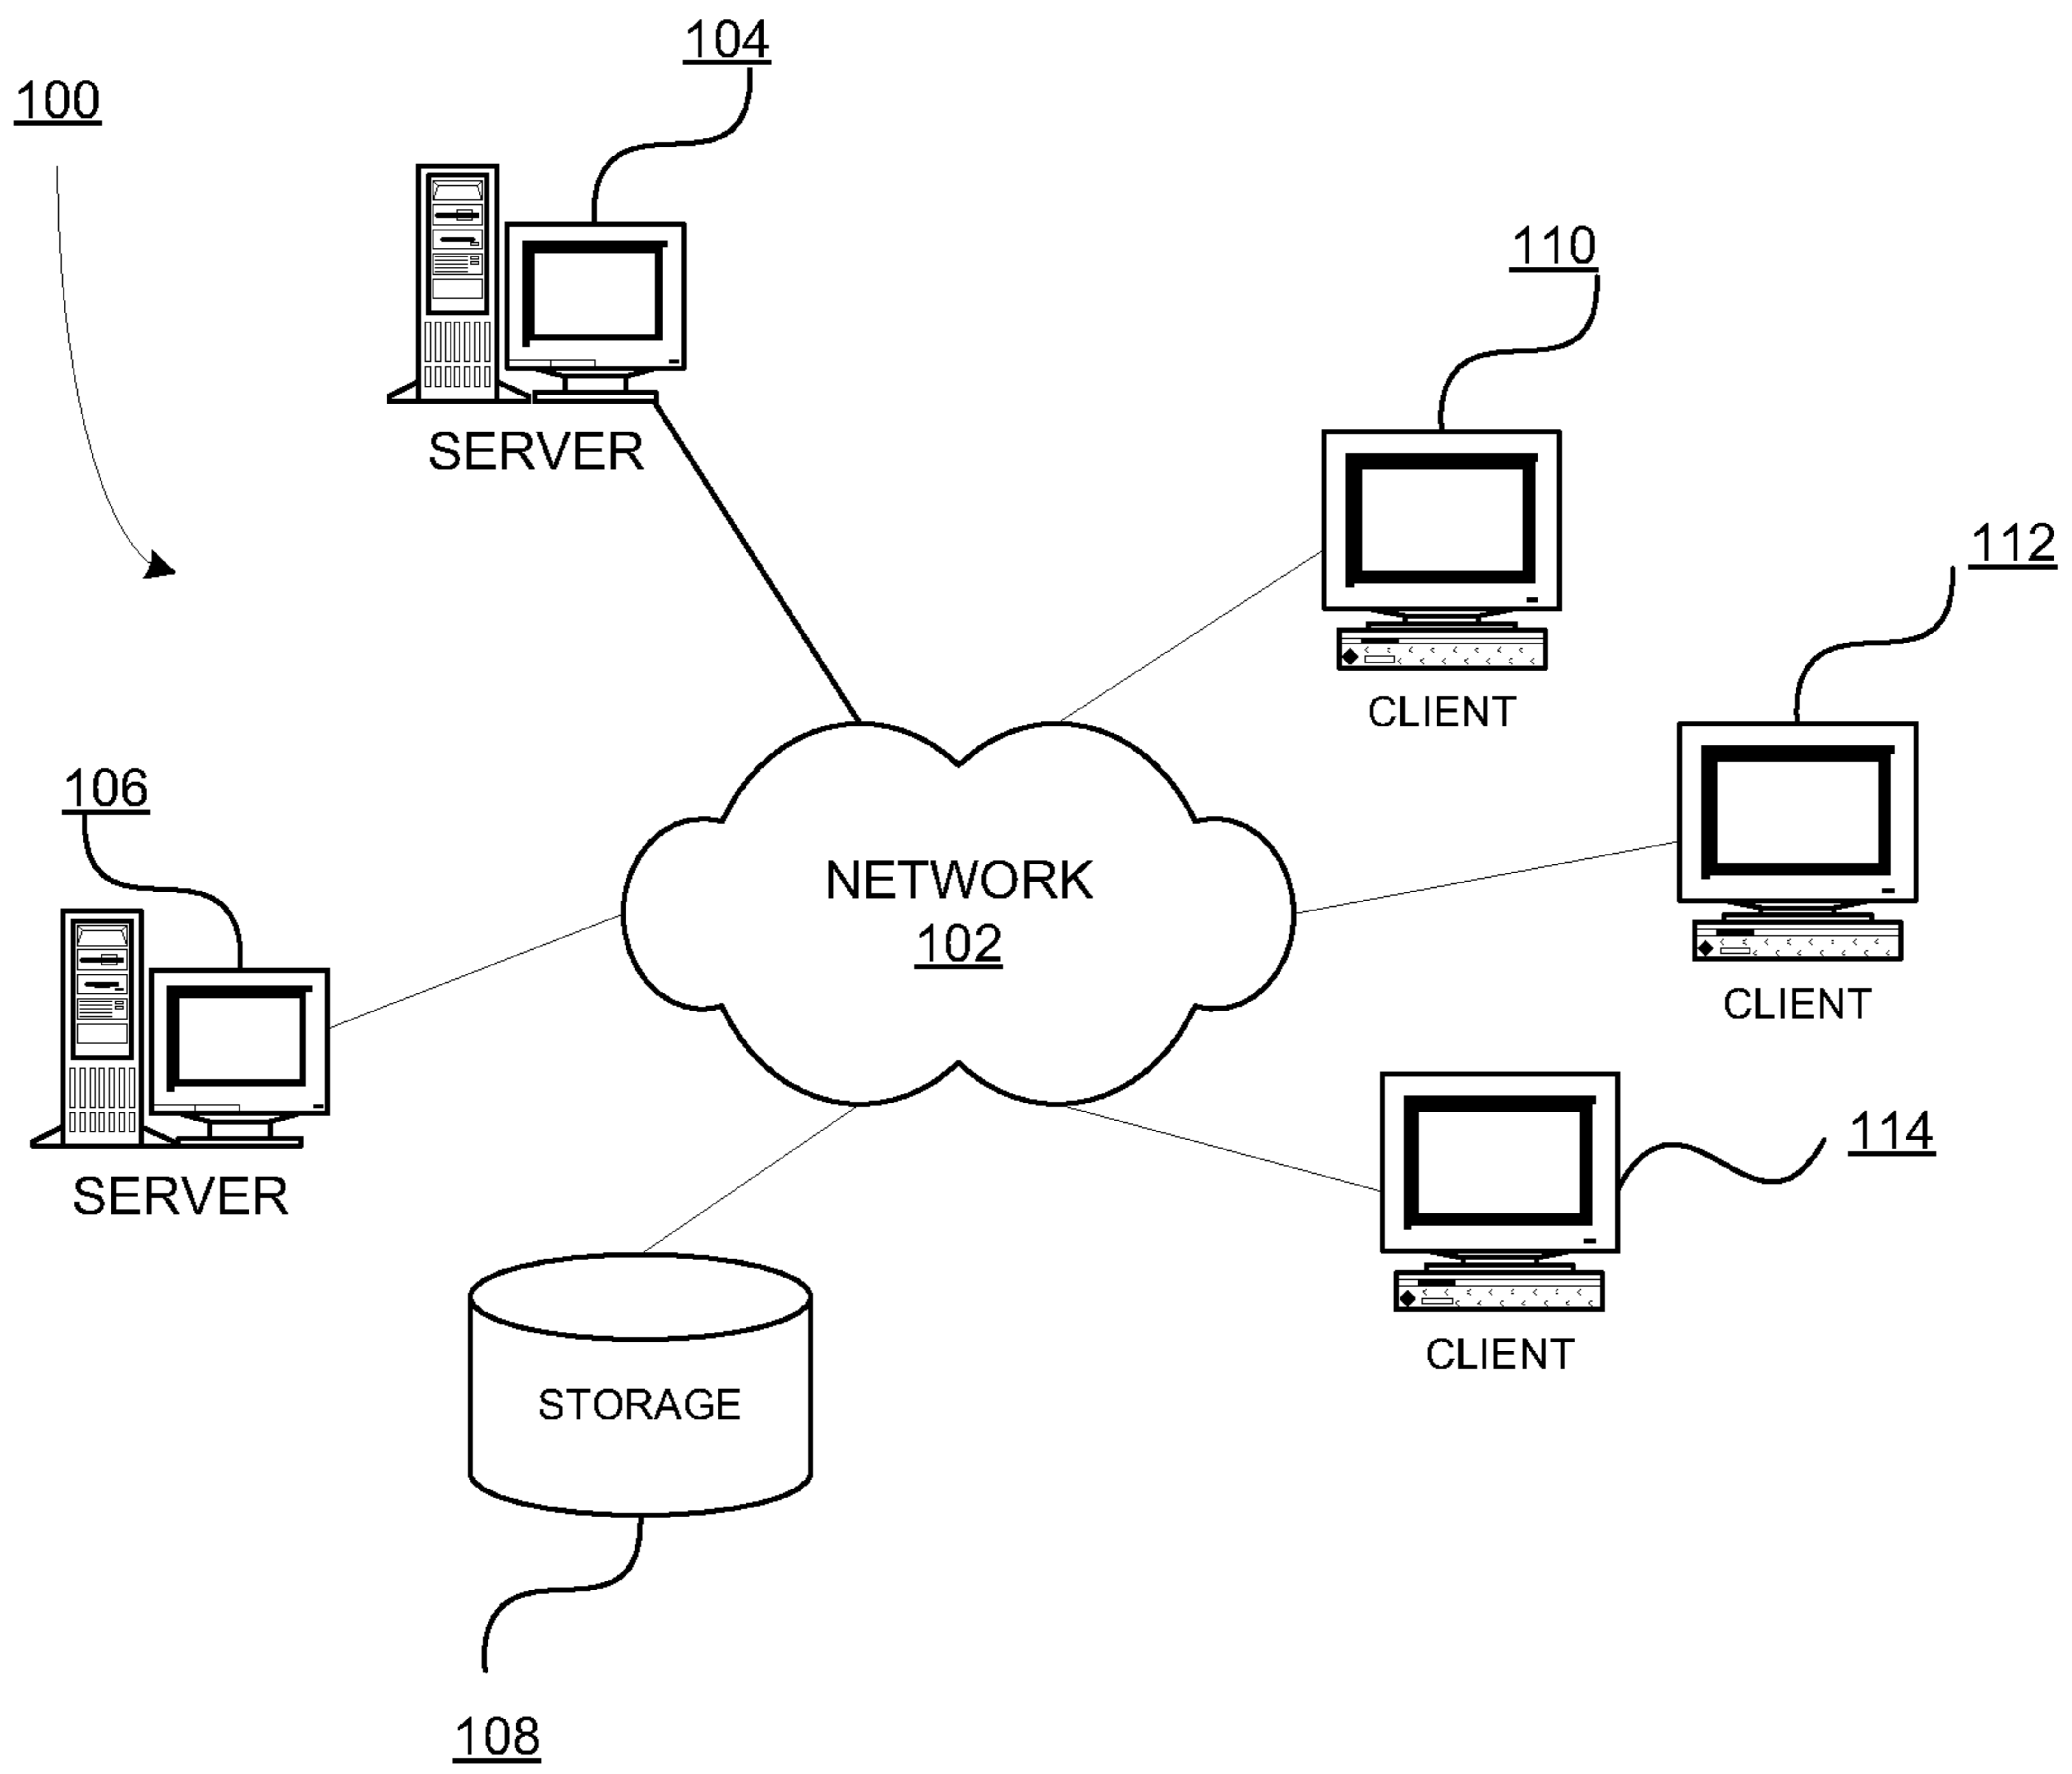 104
100
110
SERVER
112
CLIENT
106
NETWORK
102
CLIENT
114
SERVER
CLIENT
STORAGE
108